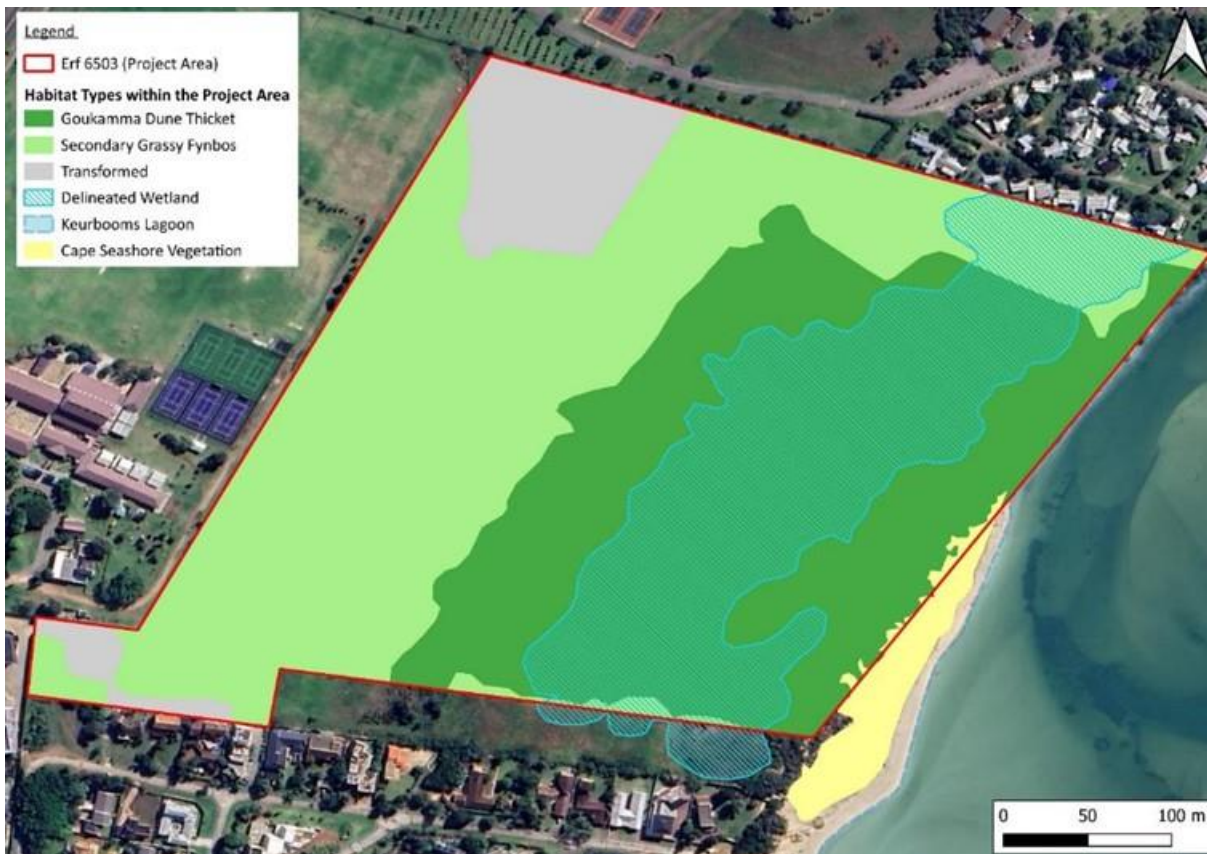 Legend
Erf 6503 (Project Area)
Habitat Types within the Project Area
Goukamma Dune Thicket
Secondary Grassy Fynbos
Transformed
Delineated Wetland
Keurbooms Lagoon
Cape Seashore Vegetation
0 50 100 m